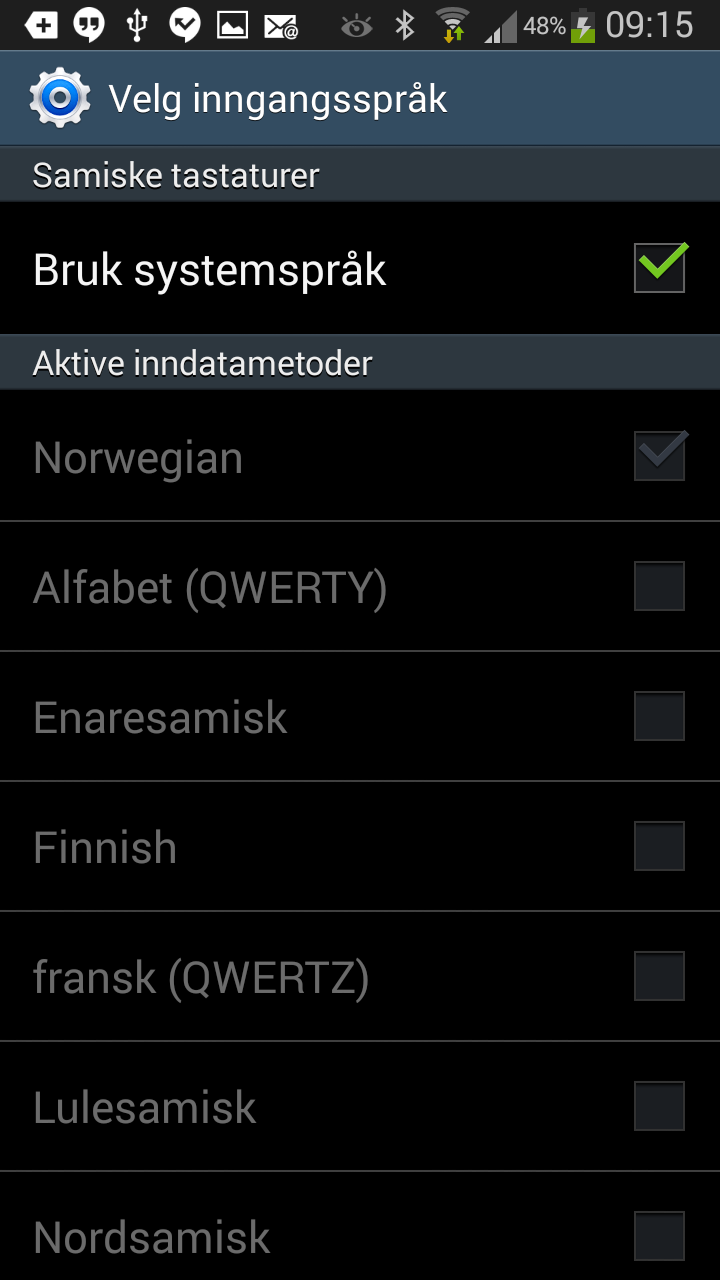 48% 09:15
Velg inngangsspråk
Samiske tastaturer
Bruk systemspråk
Aktive inndatametoder
Norwegian
Alfabet (QWERTY)
Enaresamisk
Finnish
fransk (QWERTZ)
Lulesamisk
Nordsamisk